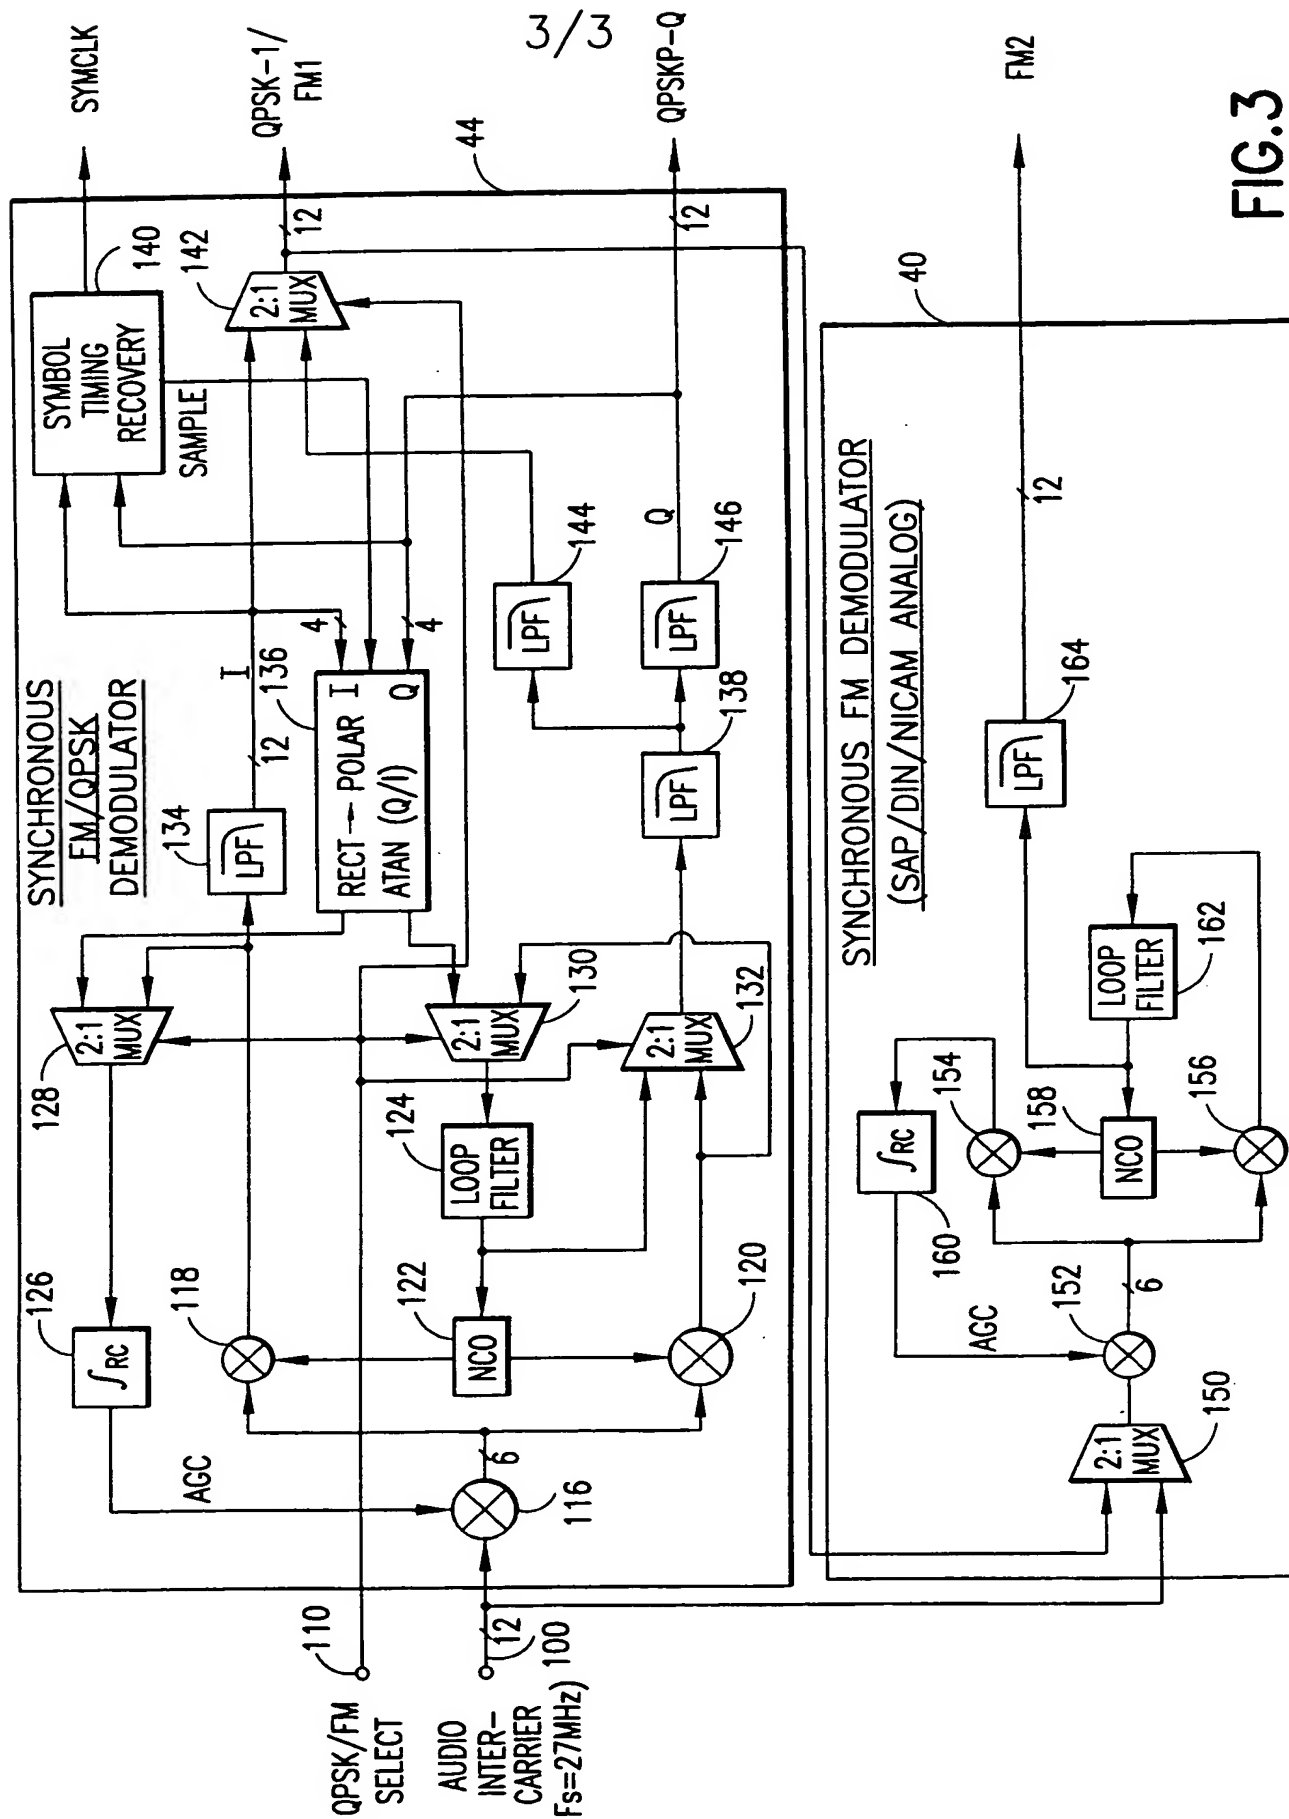 3/3
SYNCHRONOUS
FM/QPSK
DEMODULATOR
128
2:1
MUX
126
∫RC
AGC
118
134
LPF
12
I
SYMBOL
TIMING
RECOVERY
140
SYMCLK
SAMPLE
142
2:1
MUX
12
QPSK-1/
FM1
136
RECT→POLAR
ATAN (Q/I)
I
Q
4
4
110
QPSK/FM
SELECT
AUDIO
INTER-
CARRIER
Fs=27MHz)
100
12
116
6
122
NCO
124
LOOP
FILTER
130
2:1
MUX
120
132
2:1
MUX
138
LPF
144
LPF
146
LPF
Q
12
QPSKP-Q
44
SYNCHRONOUS FM DEMODULATOR
(SAP/DIN/NICAM ANALOG)
40
150
2:1
MUX
152
AGC
6
160
∫RC
154
158
NCO
156
162
LOOP
FILTER
164
LPF
12
FM2
FIG.3